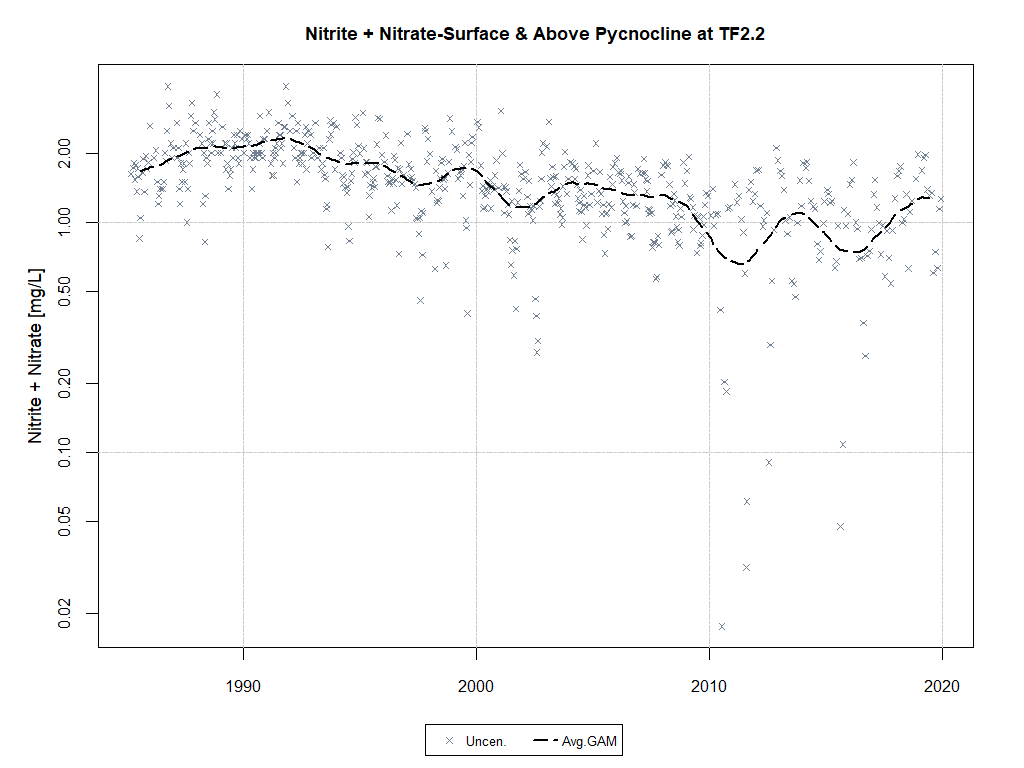 Nitrite + Nitrate-Surface & Above Pycnocline at TF2.2
Nitrite + Nitrate [mg/L]
2.00
1.00
0.50
0.20
0.10
0.05
0.02
1990 2000 2010 2020
Uncen. Avg.GAM